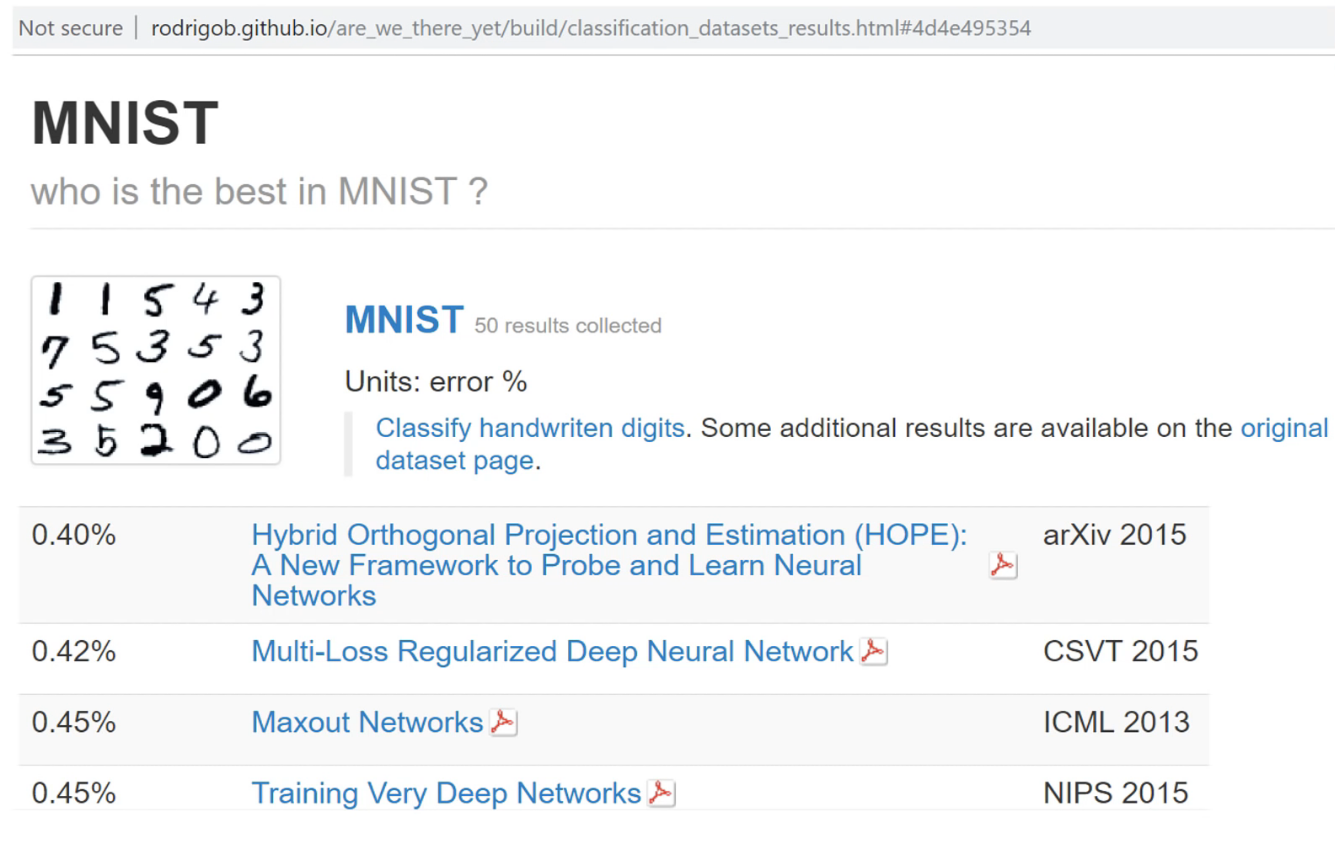 Not secure | rodrigob.github.io/are_we_there_yet/build/classification_datasets_results.html#4d4e495354
MNIST
who is the best in MNIST ?
1 1 5 4 3
7 5 3 5 3
5 5 9 0 6
3 5 2 0 0
MNIST 50 results collected
Units: error %
Classify handwriten digits. Some additional results are available on the original
dataset page.
0.40% Hybrid Orthogonal Projection and Estimation (HOPE): arXiv 2015
A New Framework to Probe and Learn Neural
Networks
0.42% Multi-Loss Regularized Deep Neural Network CSVT 2015
0.45% Maxout Networks ICML 2013
0.45% Training Very Deep Networks NIPS 2015